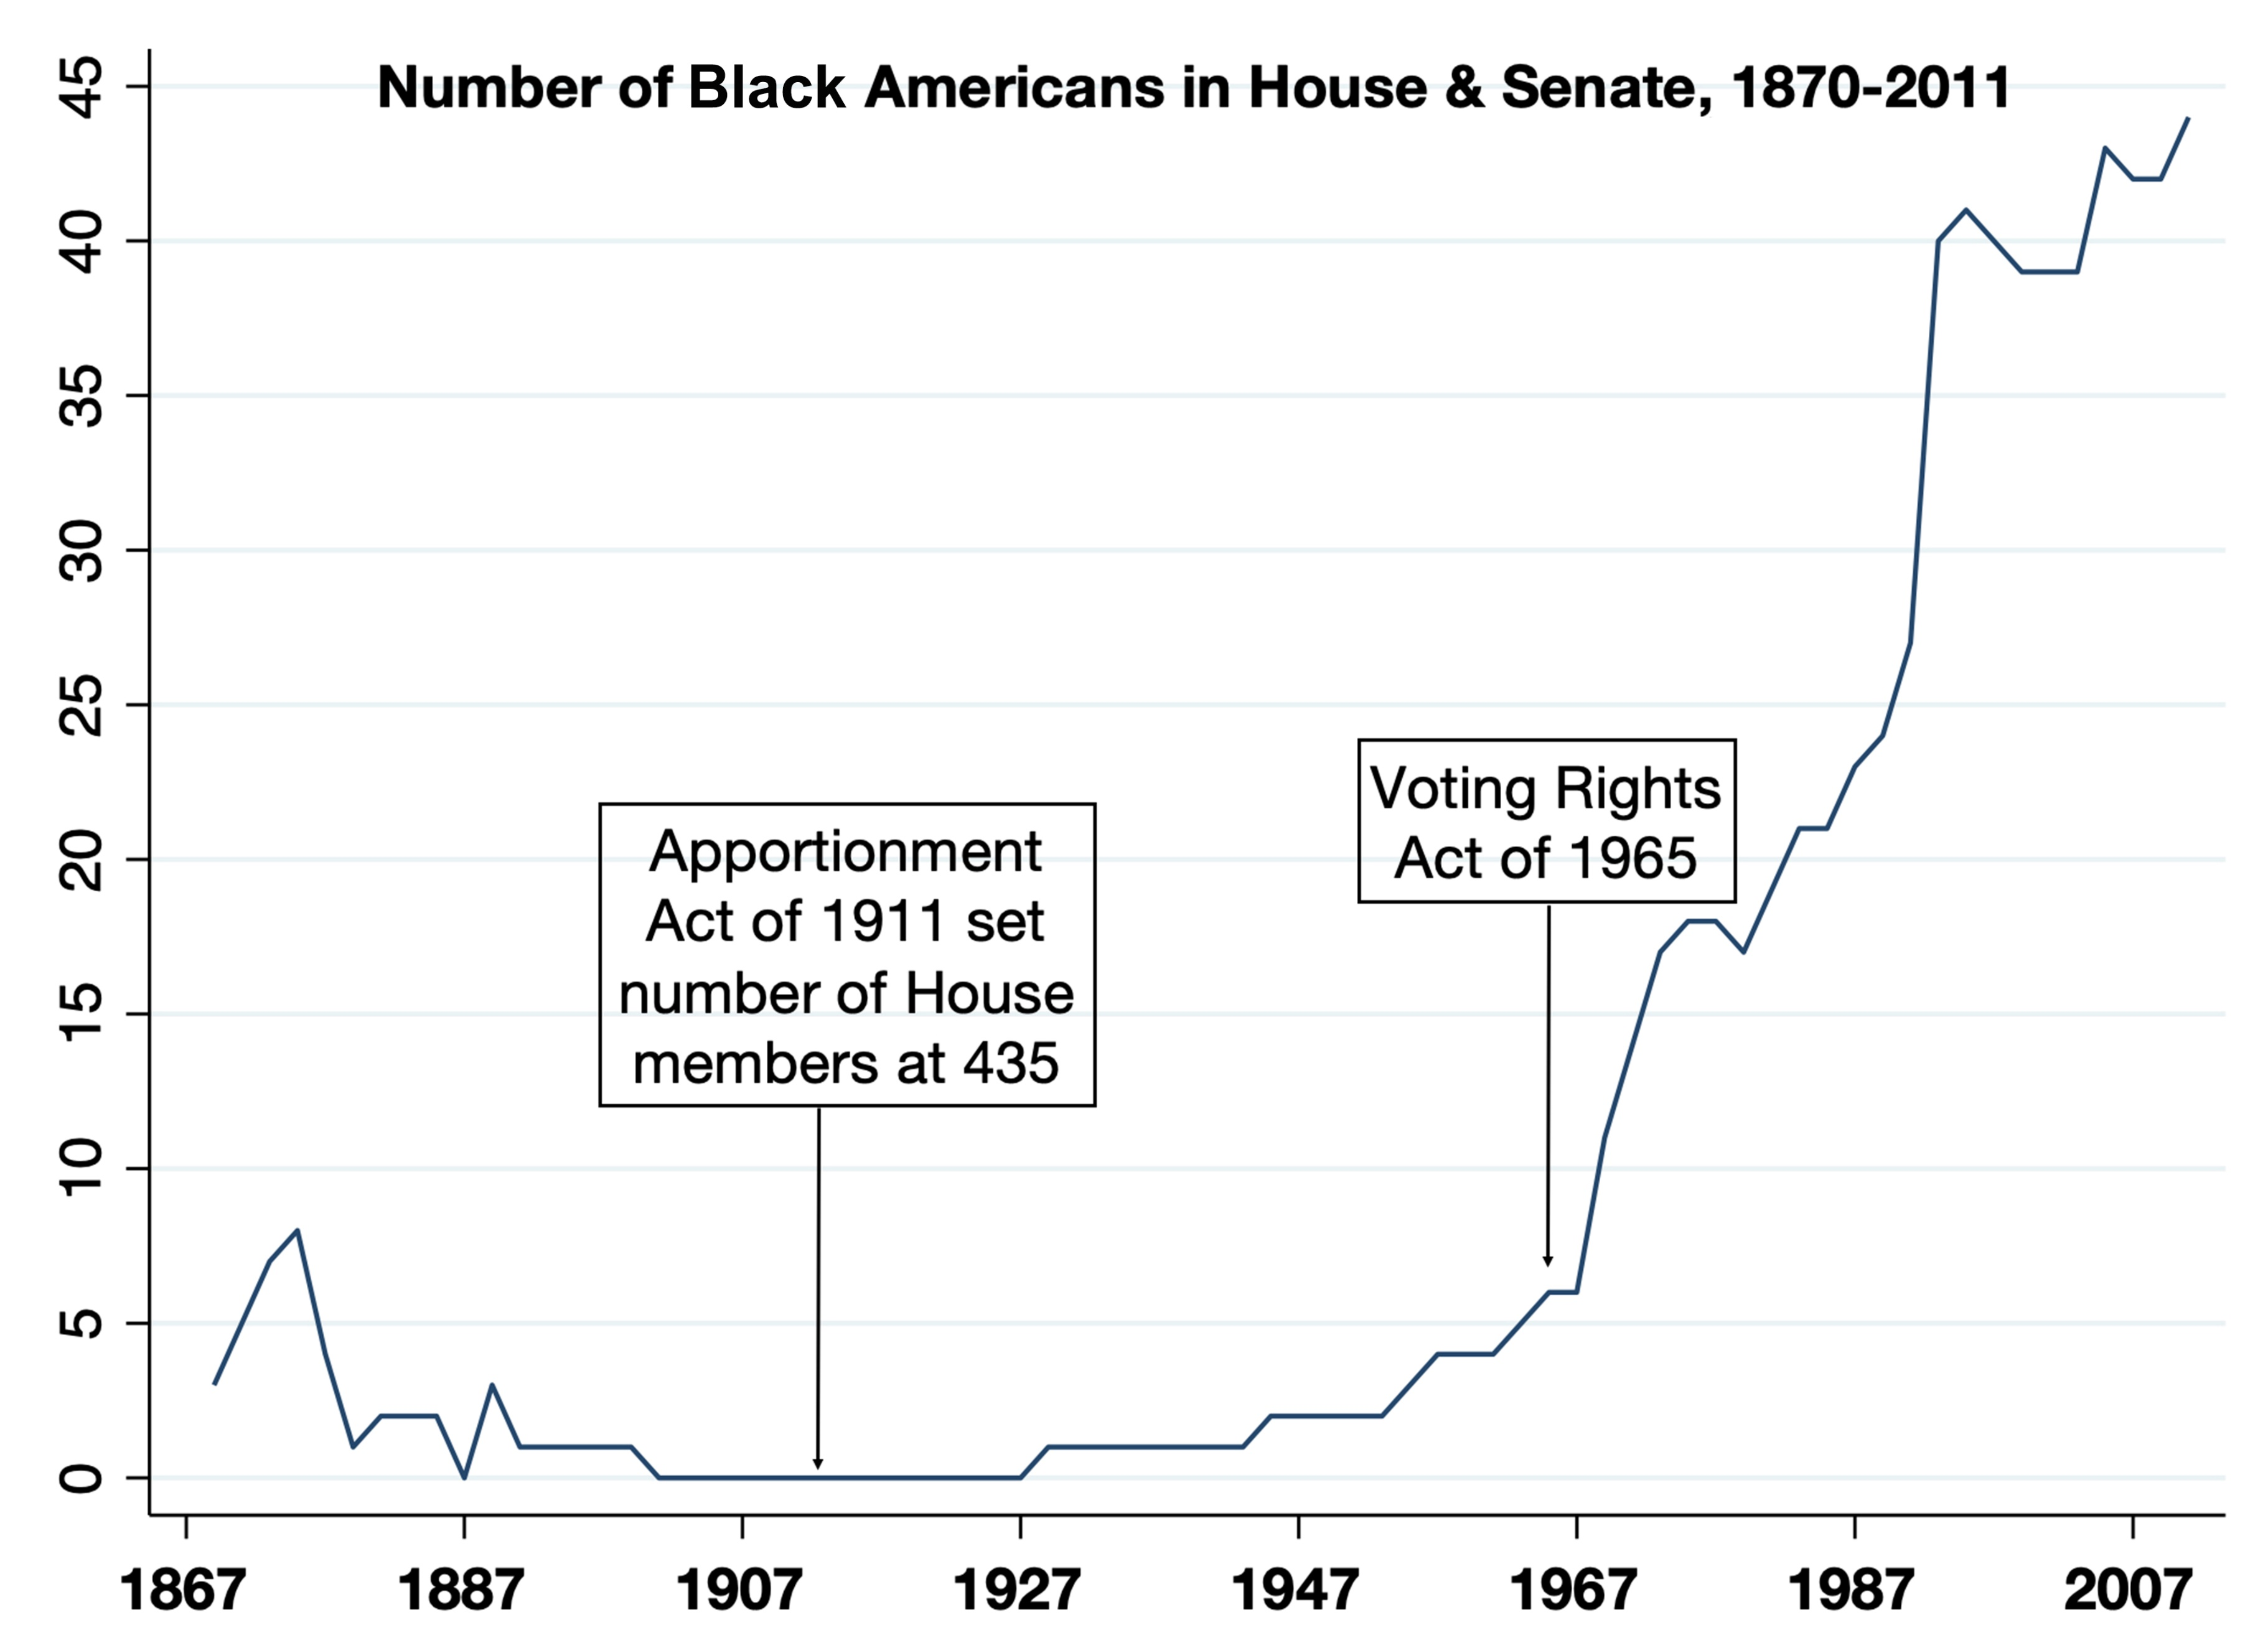 Number of Black Americans in House & Senate, 1870-2011
45
40
35
30
25
20
15
10
5
0
Apportionment
Act of 1911 set
number of House
members at 435
Voting Rights
Act of 1965
1867 1887 1907 1927 1947 1967 1987 2007